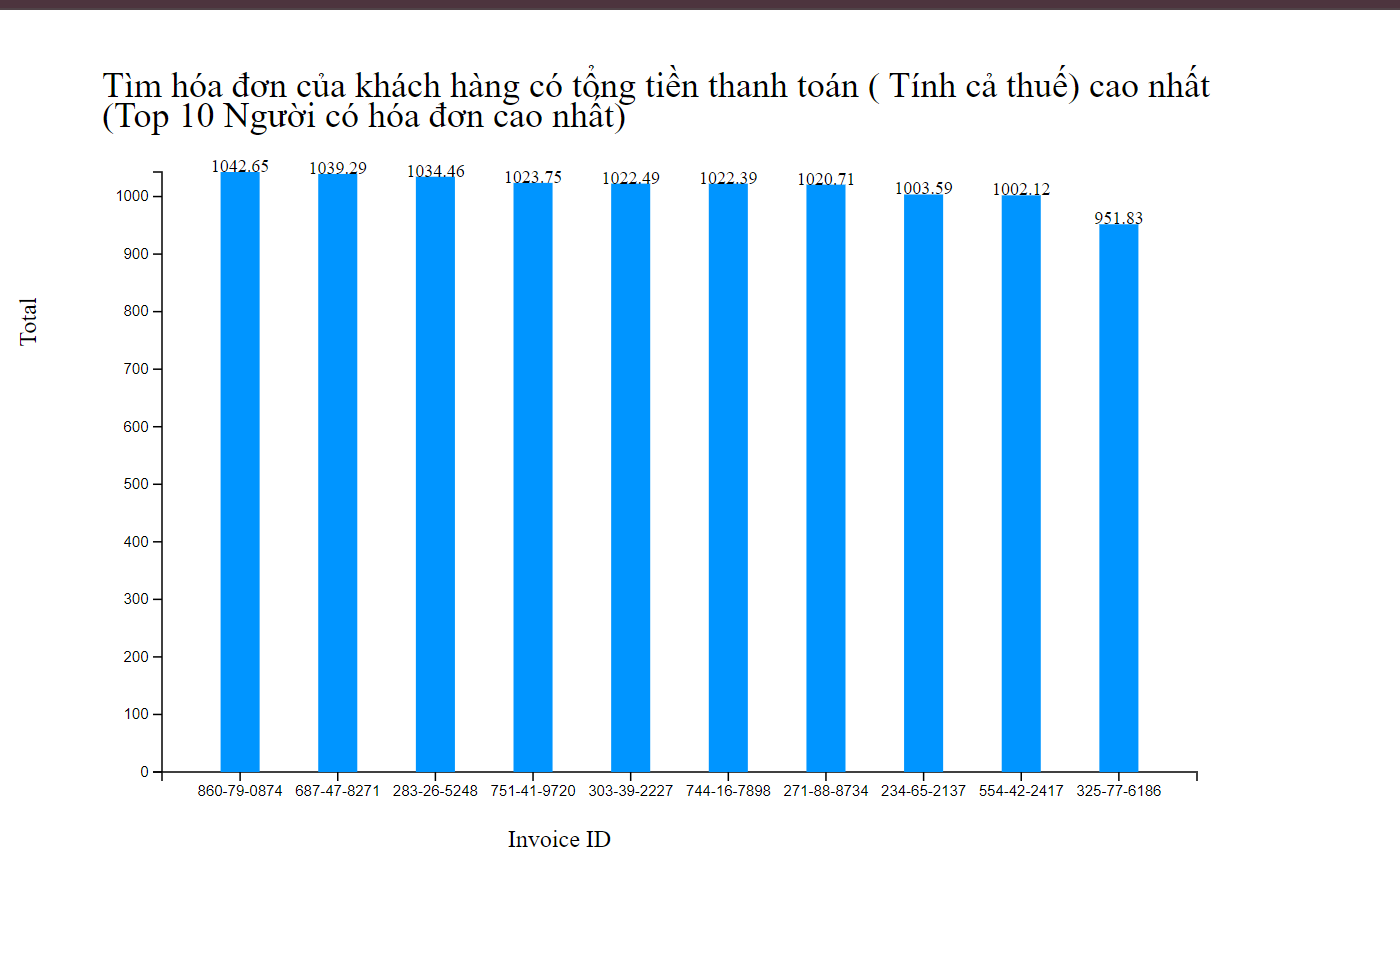 Tìm hóa đơn của khách hàng có tổng tiền thanh toán ( Tính cả thuế) cao nhất
(Top 10 Người có hóa đơn cao nhất)
1042.65 1039.29 1034.46 1023.75 1022.49 1022.39 1020.71 1003.59 1002.12 951.83
1000
900
800
700
600
500
400
300
200
100
0
Total
860-79-0874 687-47-8271 283-26-5248 751-41-9720 303-39-2227 744-16-7898 271-88-8734 234-65-2137 554-42-2417 325-77-6186
Invoice ID